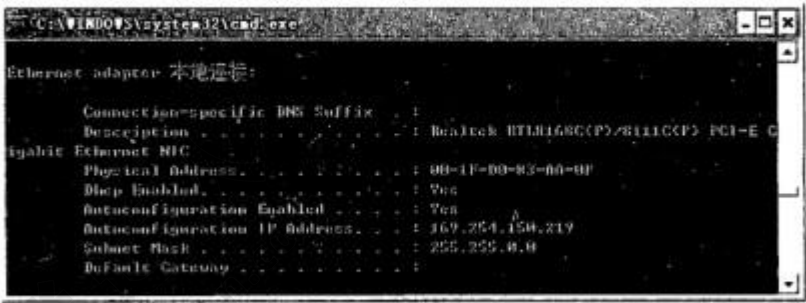 C:\WINDOWS\system32\cmd.exe
Ethernet adapter 本地连接:
Connection-specific DNS Suffix . :
Description . . . . . . . . . . . : Realtek RTL8168C(P)/8111C(P) PCI-E G
igabit Ethernet NIC
Physical Address. . . . . . . . . :
Dhcp Enabled. . . . . . . . . . . : Yes
Autoconfiguration Enabled . . . . : Yes
Autoconfiguration IP Address. . . : 169.254.150.219
Subnet Mask . . . . . . . . . . . : 255.255.0.0
Default Gateway . . . . . . . . . :